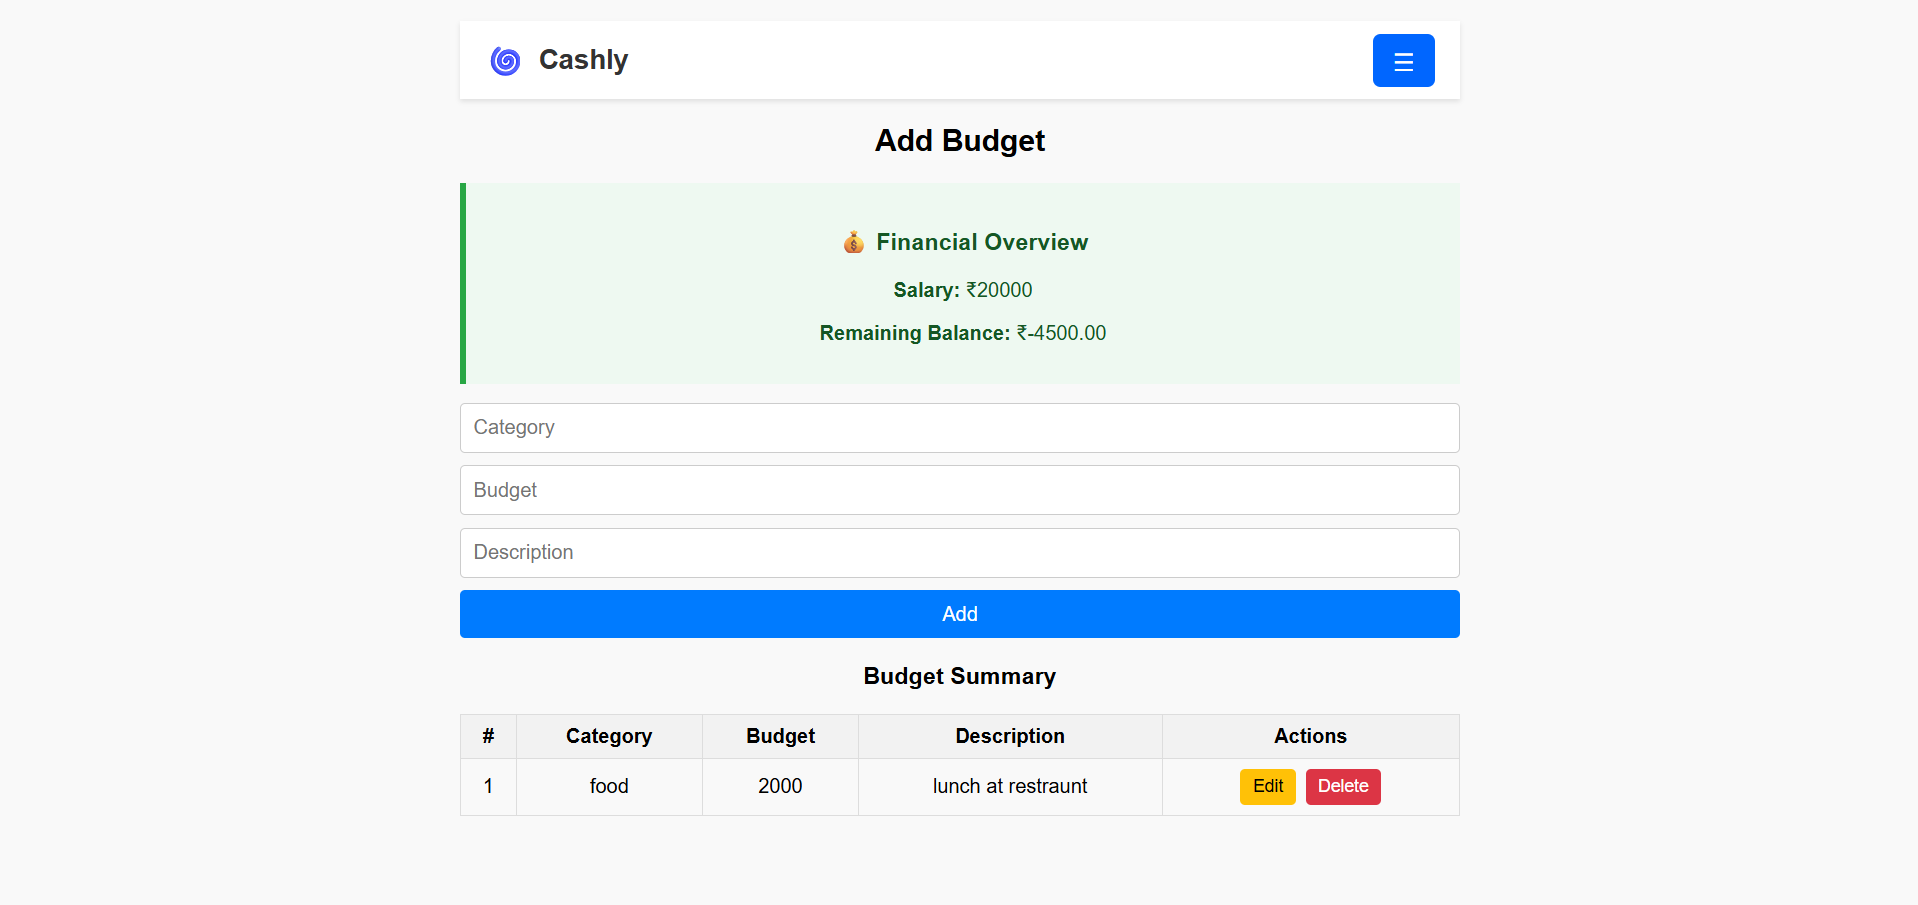 Cashly
Add Budget
Financial Overview
Salary: ₹20000
Remaining Balance: ₹-4500.00
Category
Budget
Description
Add
Budget Summary
# Category Budget Description Actions
1 food 2000 lunch at restraunt Edit Delete